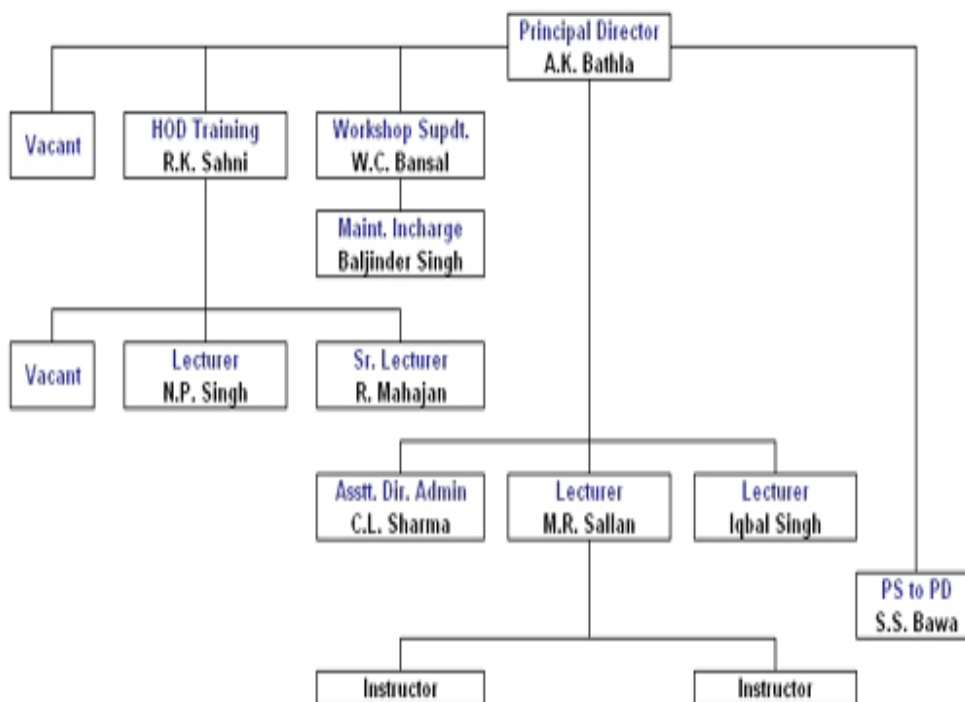 Principal Director
A.K. Bathla
Vacant
HOD Training
R.K. Sahni
Workshop Supdt.
W.C. Bansal
Maint. Incharge
Baljinder Singh
Vacant
Lecturer
N.P. Singh
Sr. Lecturer
R. Mahajan
Asstt. Dir. Admin
C.L. Sharma
Lecturer
M.R. Sallan
Lecturer
Iqbal Singh
PS to PD
S.S. Bawa
Instructor
Instructor